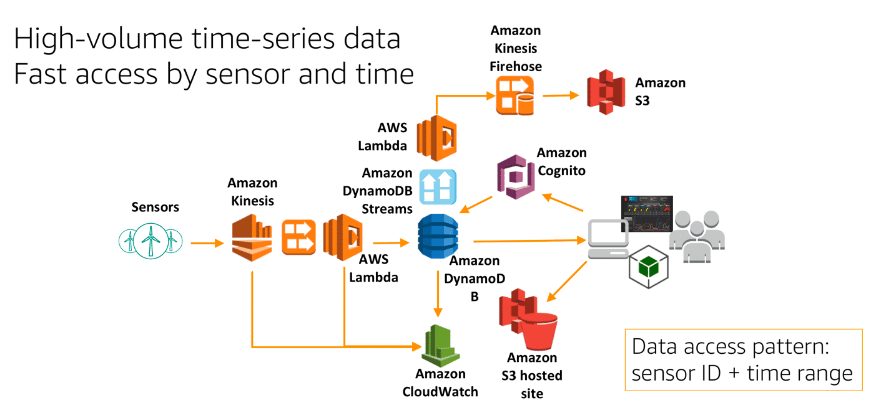 High-volume time-series data
Fast access by sensor and time
Amazon
Kinesis
Firehose
Amazon
S3
AWS
Lambda
Amazon
DynamoDB
Streams
Amazon
Cognito
Sensors
Amazon
Kinesis
AWS
Lambda
Amazon
DynamoD
B
Amazon
CloudWatch
Amazon
S3 hosted
site
Data access pattern:
sensor ID + time range